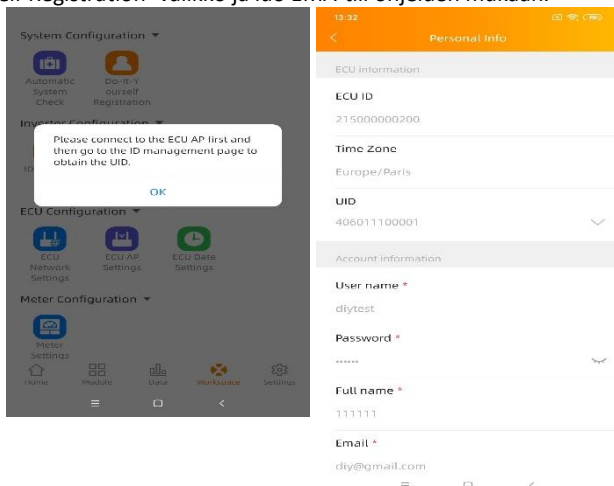 System Configuration
Automatic
System
Check
Do-It-Y
ourself
Registration
Inverter Configuration
Please connect to the ECU AP first and
then go to the ID management page to
obtain the UID.
OK
ECU Configuration
ECU
Network
Settings
ECU AP
Settings
ECU Date
Settings
Meter Configuration
Meter
Settings
Home
Module
Data
Workspace
Settings
13:32
Personal Info
ECU information
ECU ID
215000000200
Time Zone
Europe/Paris
UID
406011100001
Account information
User name *
diytest
Password *
••••••
Full name *
111111
Email *
diy@gmail.com